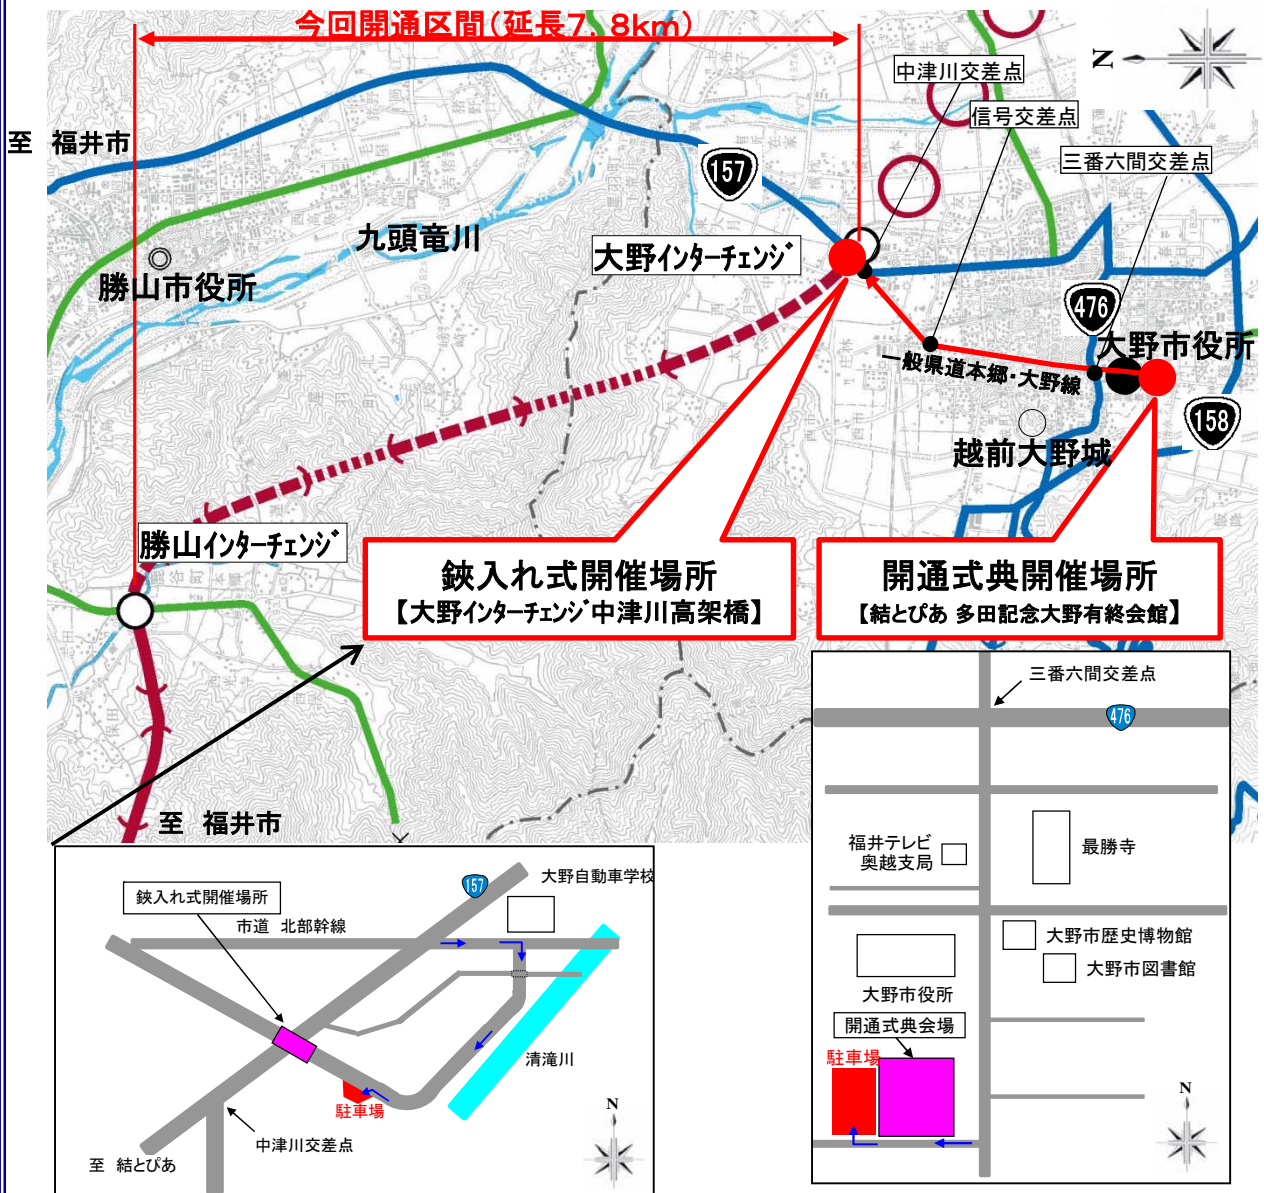 今回開通区間(延長7.8km)
N
中津川交差点
信号交差点
三番六間交差点
至 福井市
157
九頭竜川
大野インターチェンジ
勝山市役所
476
大野市役所
一般県道本郷・大野線
158
越前大野城
勝山インターチェンジ
鋏入れ式開催場所
【大野インターチェンジ中津川高架橋】
開通式典開催場所
【結とぴあ 多田記念大野有終会館】
至 福井市
三番六間交差点
476
福井テレビ
奥越支局
最勝寺
大野市歴史博物館
大野市図書館
大野市役所
開通式典会場
駐車場
N
大野自動車学校
157
鋏入れ式開催場所
市道 北部幹線
清滝川
駐車場
中津川交差点
至 結とぴあ
N